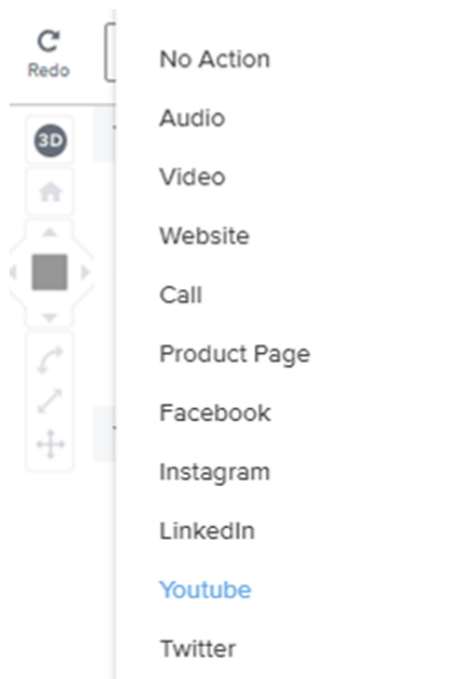 Redo
3D
No Action
Audio
Video
Website
Call
Product Page
Facebook
Instagram
LinkedIn
Youtube
Twitter